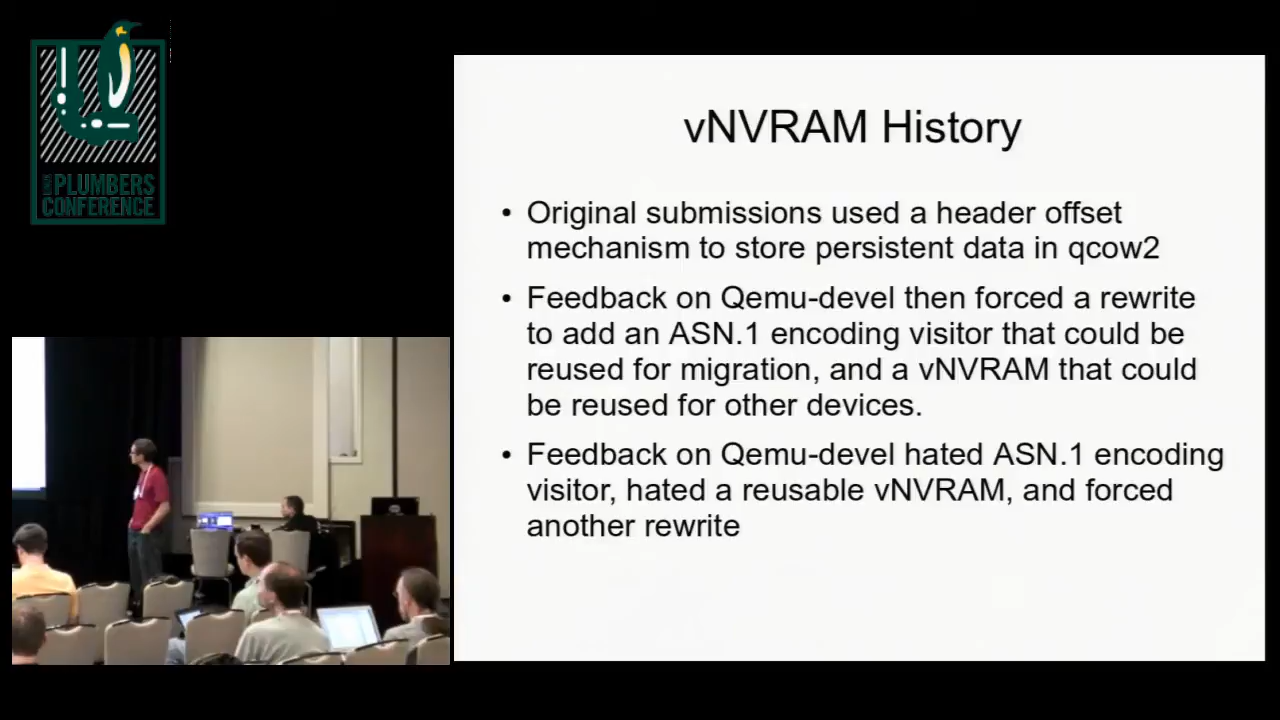 LINUX
PLUMBERS
CONFERENCE
vNVRAM History
• Original submissions used a header offset
mechanism to store persistent data in qcow2
• Feedback on Qemu-devel then forced a rewrite
to add an ASN.1 encoding visitor that could be
reused for migration, and a vNVRAM that could
be reused for other devices.
• Feedback on Qemu-devel hated ASN.1 encoding
visitor, hated a reusable vNVRAM, and forced
another rewrite